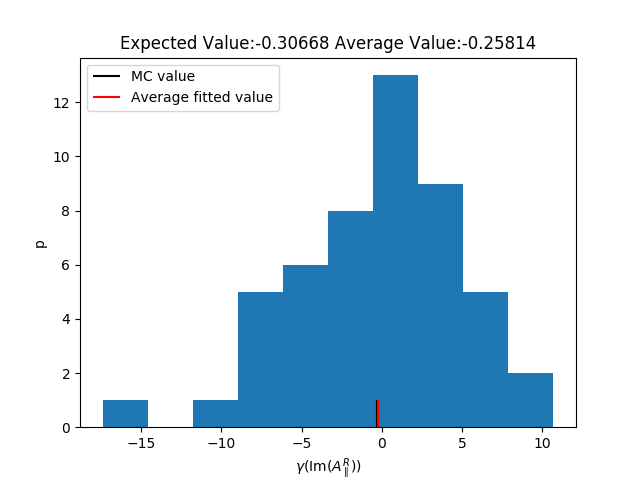 Expected Value:-0.30668 Average Value:-0.25814
MC value
Average fitted value
12
10
8
6
4
2
0
p
−15
−10
−5
0
5
10
γ(Im(A∥^R))